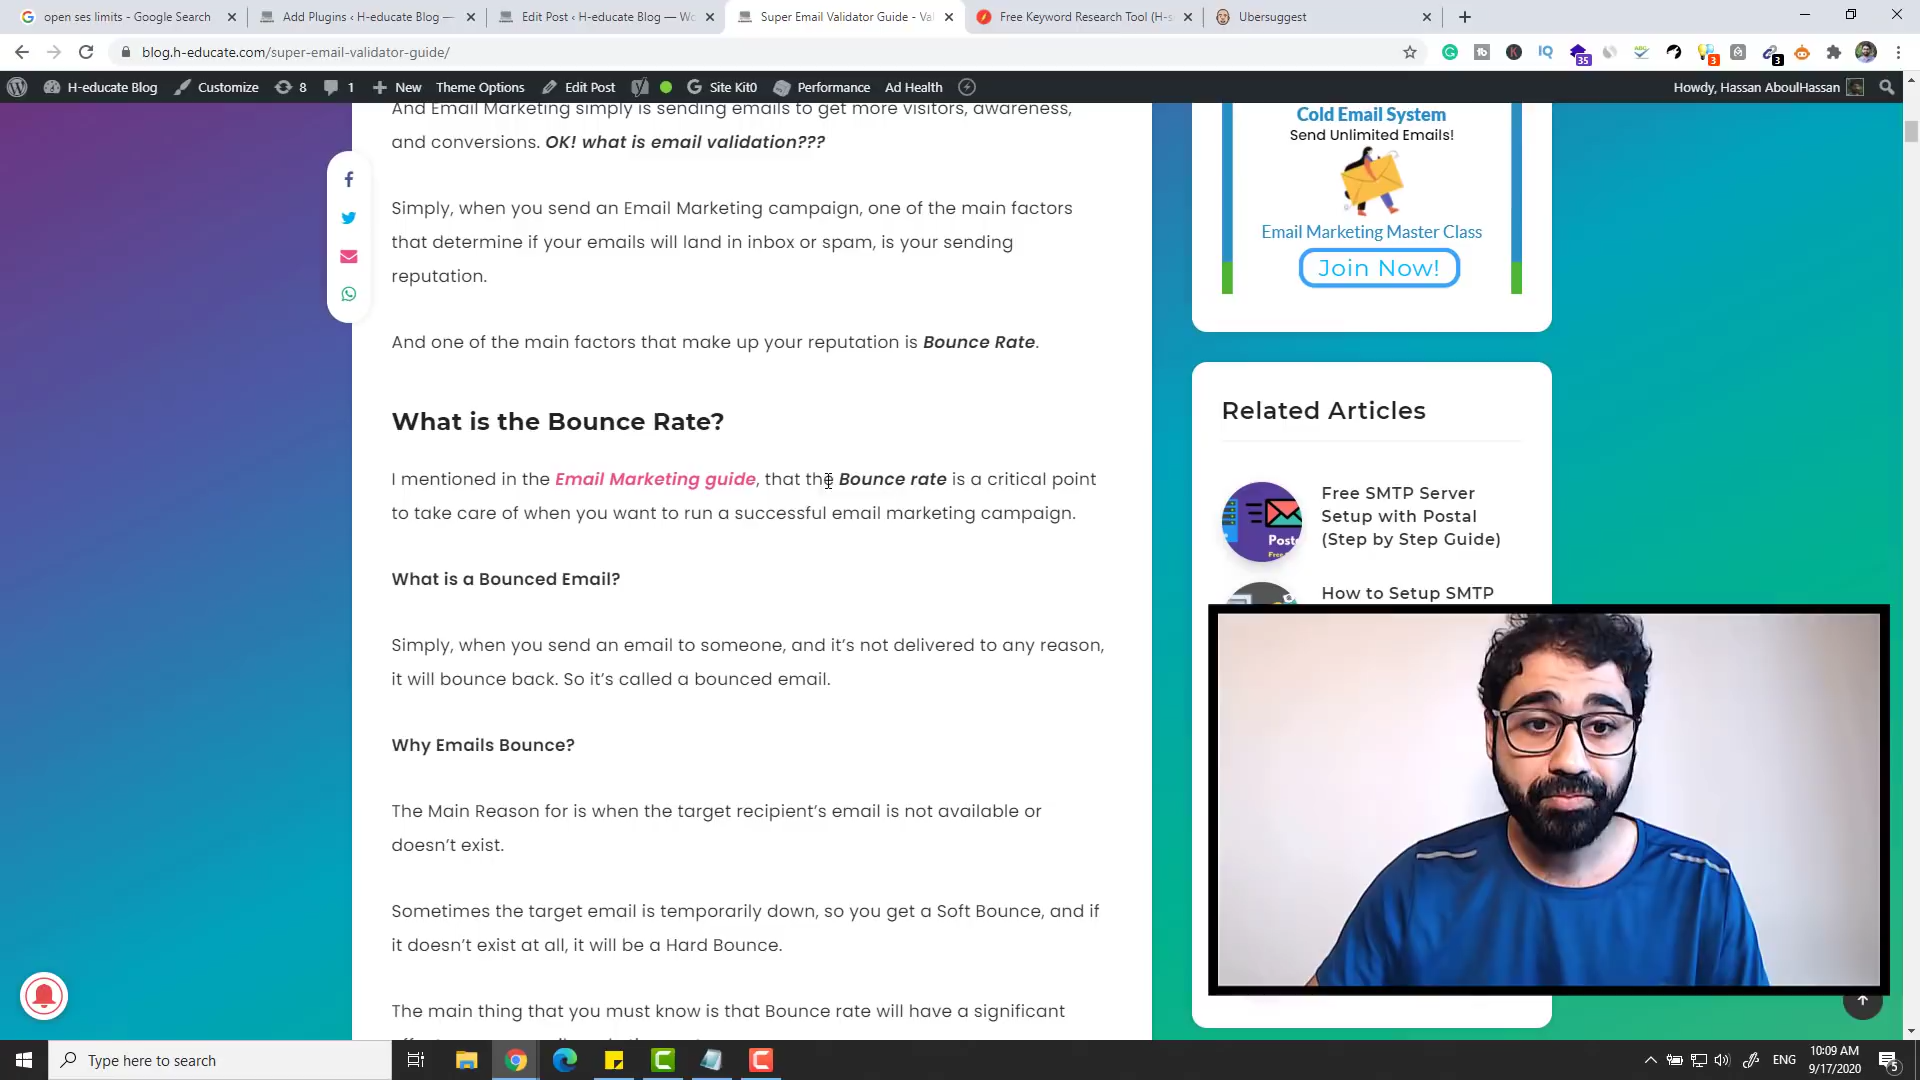 open ses limits - Google Search
Add Plugins ‹ H-educate Blog —
Edit Post ‹ H-educate Blog — Wo
Super Email Validator Guide - Val
Free Keyword Research Tool (H-s
Ubersuggest
blog.h-educate.com/super-email-validator-guide/
35
3
3
H-educate Blog
Customize
8
1
New
Theme Options
Edit Post
Site Kit0
Performance
Ad Health
Howdy, Hassan AboulHassan
And Email Marketing simply is sending emails to get more visitors, awareness,
and conversions. OK! what is email validation???
Simply, when you send an Email Marketing campaign, one of the main factors
that determine if your emails will land in inbox or spam, is your sending
reputation.
And one of the main factors that make up your reputation is Bounce Rate.
What is the Bounce Rate?
I mentioned in the Email Marketing guide, that the Bounce rate is a critical point
to take care of when you want to run a successful email marketing campaign.
What is a Bounced Email?
Simply, when you send an email to someone, and it's not delivered to any reason,
it will bounce back. So it's called a bounced email.
Why Emails Bounce?
The Main Reason for is when the target recipient's email is not available or
doesn't exist.
Sometimes the target email is temporarily down, so you get a Soft Bounce, and if
it doesn't exist at all, it will be a Hard Bounce.
The main thing that you must know is that Bounce rate will have a significant
Cold Email System
Send Unlimited Emails!
Email Marketing Master Class
Join Now!
Related Articles
Free SMTP Server
Setup with Postal
(Step by Step Guide)
How to Setup SMTP
Type here to search
ENG
10:09 AM
9/17/2020
5